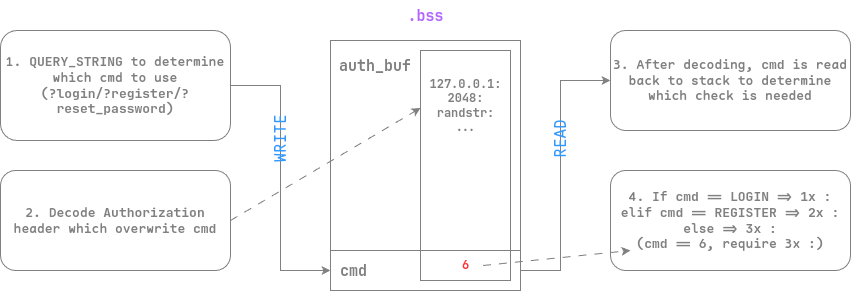 .bss
1. QUERY_STRING to determine
which cmd to use
(?login/?register/?
reset_password)
2. Decode Authorization
header which overwrite cmd
WRITE
auth_buf
127.0.0.1:
2048:
randstr:
...
cmd
6
READ
3. After decoding, cmd is read
back to stack to determine
which check is needed
4. If cmd == LOGIN => 1x :
elif cmd == REGISTER => 2x :
else => 3x :
(cmd == 6, require 3x :)